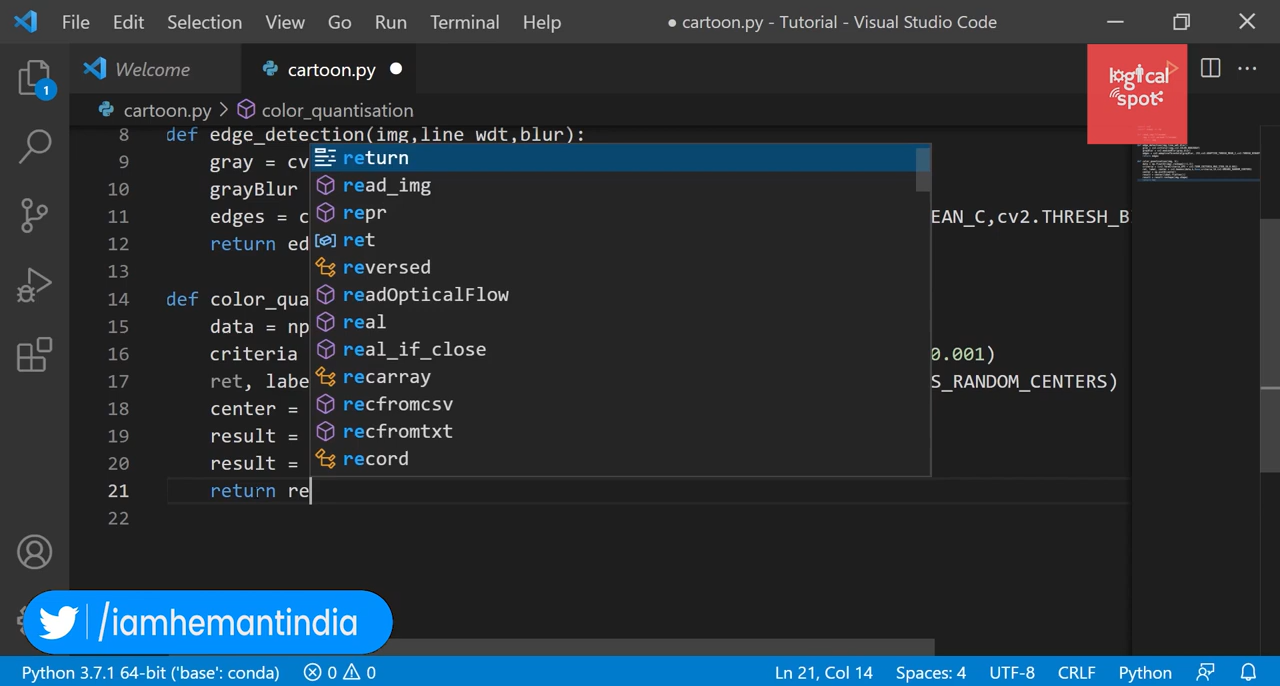 File Edit Selection View Go Run Terminal Help ● cartoon.py - Tutorial - Visual Studio Code
Welcome cartoon.py
logical
spot
cartoon.py > color_quantisation
1
8 def edge_detection(img,line_wdt,blur):
9 gray = cv
10 grayBlur
11 edges = c EAN_C,cv2.THRESH_B
12 return ed
13
14 def color_qua
15 data = np
16 criteria 0.001)
17 ret, labe S_RANDOM_CENTERS)
18 center =
19 result =
20 result =
21 return re
22
return
read_img
repr
ret
reversed
readOpticalFlow
real
real_if_close
recarray
recfromcsv
recfromtxt
record
/iamhemantindia
Python 3.7.1 64-bit ('base': conda) 0 0 Ln 21, Col 14 Spaces: 4 UTF-8 CRLF Python